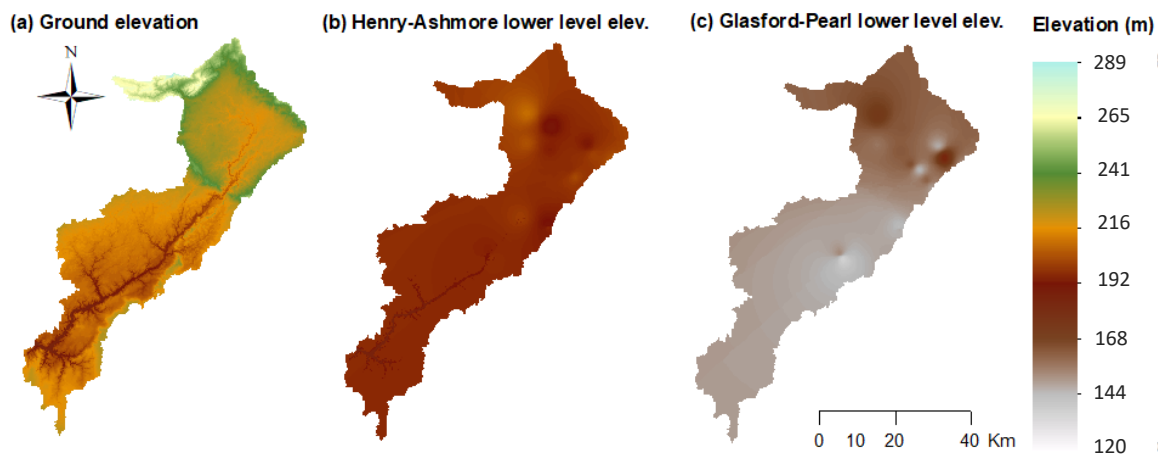 (a) Ground elevation
(b) Henry-Ashmore lower level elev.
(c) Glasford-Pearl lower level elev.
Elevation (m)
N
289
265
241
216
192
168
144
120
0 10 20 40 Km